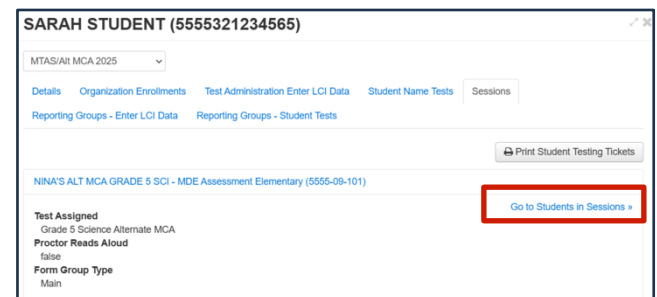 SARAH STUDENT (5555321234565)
MTAS/Alt MCA 2025
Details Organization Enrollments Test Administration Enter LCI Data Student Name Tests Sessions
Reporting Groups - Enter LCI Data Reporting Groups - Student Tests
Print Student Testing Tickets
NINA'S ALT MCA GRADE 5 SCI - MDE Assessment Elementary (5555-09-101)
Go to Students in Sessions »
Test Assigned
Grade 5 Science Alternate MCA
Proctor Reads Aloud
false
Form Group Type
Main